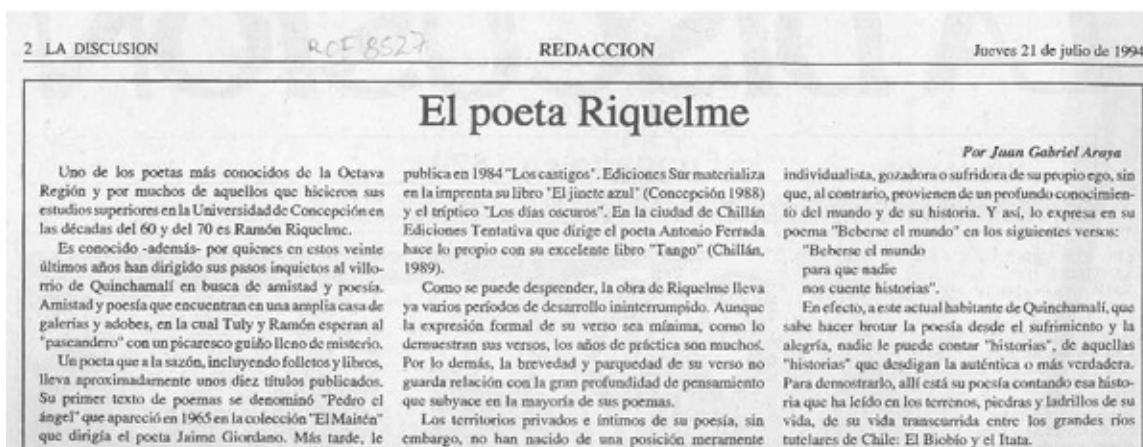 2 LA DISCUSION
RCF8527
REDACCION
Jueves 21 de julio de 1994
El poeta Riquelme
Por Juan Gabriel Araya
Uno de los poetas más conocidos de la Octava
Región y por muchos de aquellos que hicieron sus
estudios superiores en la Universidad de Concepción en
las décadas del 60 y del 70 es Ramón Riquelme.
Es conocido -además- por quienes en estos veinte
últimos años han dirigido sus pasos inquietos al villo-
rrio de Quinchamalí en busca de amistad y poesía.
Amistad y poesía que encuentran en una amplia casa de
galerías y adobes, en la cual Tuly y Ramón esperan al
"paseandero" con un picaresco guiño lleno de misterio.
Un poeta que a la sazón, incluyendo folletos y libros,
lleva aproximadamente unos diez títulos publicados.
Su primer texto de poemas se denominó "Pedro el
ángel" que apareció en 1965 en la colección "El Maitén"
que dirigía el poeta Jaime Giordano. Más tarde, le
publica en 1984 "Los castigos". Ediciones Sur materializa
en la imprenta su libro "El jinete azul" (Concepción 1988)
y el tríptico "Los días oscuros". En la ciudad de Chillán
Ediciones Tentativa que dirige el poeta Antonio Ferrada
hace lo propio con su excelente libro "Tango" (Chillán,
1989).
Como se puede desprender, la obra de Riquelme lleva
ya varios períodos de desarrollo ininterrumpido. Aunque
la expresión formal de su verso sea mínima, como lo
demuestran sus versos, los años de práctica son muchos.
Por lo demás, la brevedad y parquedad de su verso no
guarda relación con la gran profundidad de pensamiento
que subyace en la mayoría de sus poemas.
Los territorios privados e íntimos de su poesía, sin
embargo, no han nacido de una posición meramente
individualista, gozadora o sufridora de su propio ego, sin
que, al contrario, provienen de un profundo conocimien-
to del mundo y de su historia. Y así, lo expresa en su
poema "Beberse el mundo" en los siguientes versos:
"Beberse el mundo
para que nadie
nos cuente historias".
En efecto, a este actual habitante de Quinchamalí, que
sabe hacer brotar la poesía desde el sufrimiento y la
alegría, nadie le puede contar "historias", de aquellas
"historias" que desdigan la auténtica o más verdadera.
Para demostrarlo, allí está su poesía contando esa histo-
ria que ha leído en los terrenos, piedras y ladrillos de su
vida, de su vida transcurrida entre los grandes ríos
tutelares de Chile: El Biobío y el Itata.